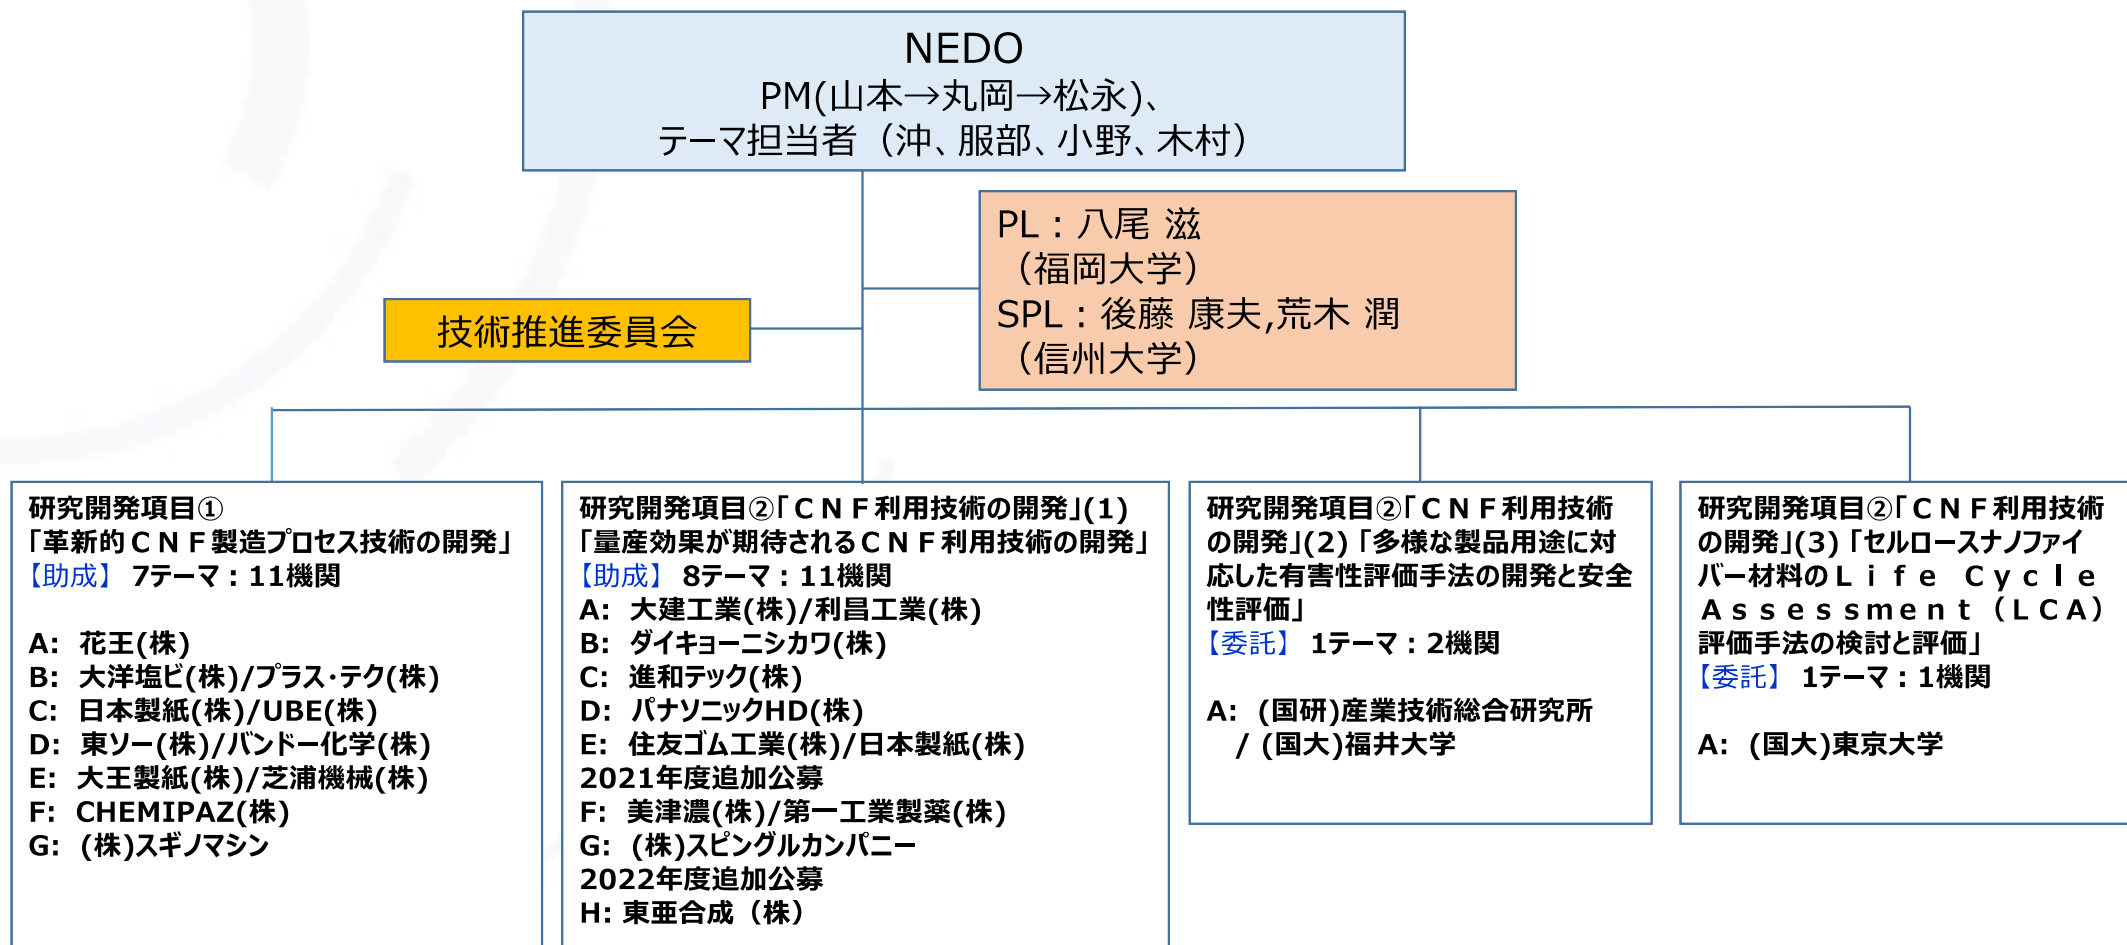 NEDO
PM(山本→丸岡→松永)、
テーマ担当者（沖、服部、小野、木村）
PL：八尾 滋
（福岡大学）
SPL：後藤 康夫,荒木 潤
（信州大学）
技術推進委員会
研究開発項目①
「革新的ＣＮＦ製造プロセス技術の開発」
【助成】 7テーマ：11機関
A: 花王(株)
B: 大洋塩ビ(株)/プラス・テク(株)
C: 日本製紙(株)/UBE(株)
D: 東ソー(株)/バンドー化学(株)
E: 大王製紙(株)/芝浦機械(株)
F: CHEMIPAZ(株)
G: (株)スギノマシン
研究開発項目②「ＣＮＦ利用技術の開発」(1)
「量産効果が期待されるＣＮＦ利用技術の開発」
【助成】 8テーマ：11機関
A: 大建工業(株)/利昌工業(株)
B: ダイキョーニシカワ(株)
C: 進和テック(株)
D: パナソニックHD(株)
E: 住友ゴム工業(株)/日本製紙(株)
2021年度追加公募
F: 美津濃(株)/第一工業製薬(株)
G: (株)スピングルカンパニー
2022年度追加公募
H: 東亜合成（株）
研究開発項目②「ＣＮＦ利用技術
の開発」(2)「多様な製品用途に対
応した有害性評価手法の開発と安全
性評価」
【委託】 1テーマ：2機関
A: (国研)産業技術総合研究所
/ (国大)福井大学
研究開発項目②「ＣＮＦ利用技術
の開発」(3)「セルロースナノファイ
バー材料のＬｉｆｅ Ｃｙｃｌｅ
Ａｓｓｅｓｓｍｅｎｔ（ＬＣＡ）
評価手法の検討と評価」
【委託】 1テーマ：1機関
A: (国大)東京大学